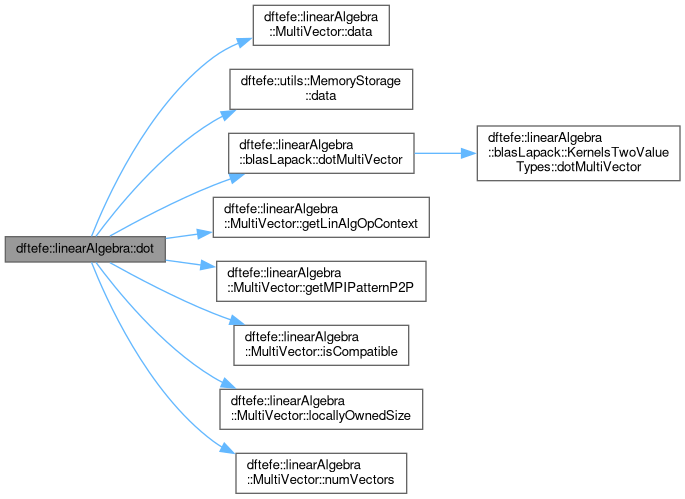 dftefe::linearAlgebra::dot
dftefe::linearAlgebra
::MultiVector::data
dftefe::utils::MemoryStorage
::data
dftefe::linearAlgebra
::blasLapack::dotMultiVector
dftefe::linearAlgebra
::blasLapack::KernelsTwoValue
Types::dotMultiVector
dftefe::linearAlgebra
::MultiVector::getLinAlgOpContext
dftefe::linearAlgebra
::MultiVector::getMPIPatternP2P
dftefe::linearAlgebra
::MultiVector::isCompatible
dftefe::linearAlgebra
::MultiVector::locallyOwnedSize
dftefe::linearAlgebra
::MultiVector::numVectors